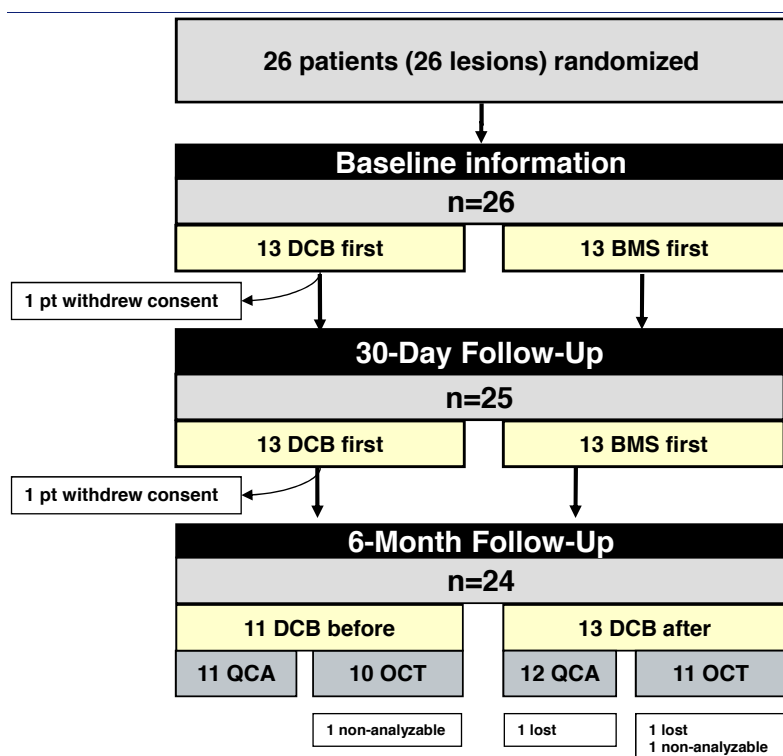 26 patients (26 lesions) randomized
Baseline information
n=26
13 DCB first
13 BMS first
1 pt withdrew consent
30-Day Follow-Up
n=25
13 DCB first
13 BMS first
1 pt withdrew consent
6-Month Follow-Up
n=24
11 DCB before
13 DCB after
11 QCA
10 OCT
12 QCA
11 OCT
1 non-analyzable
1 lost
1 lost
1 non-analyzable